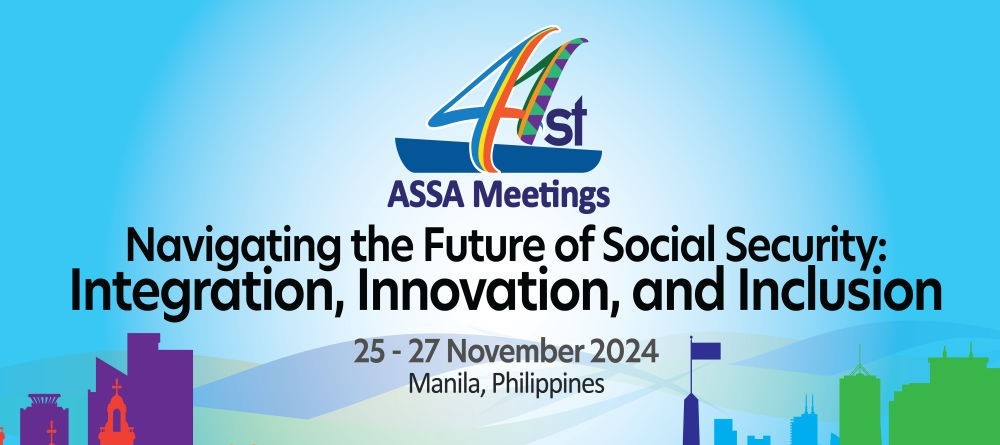 41st
ASSA Meetings
Navigating the Future of Social Security:
Integration, Innovation, and Inclusion
25 - 27 November 2024
Manila, Philippines